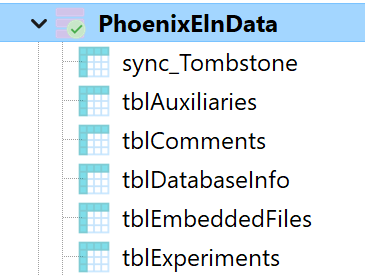 PhoenixElnData
sync_Tombstone
tblAuxiliaries
tblComments
tblDatabaseInfo
tblEmbeddedFiles
tblExperiments